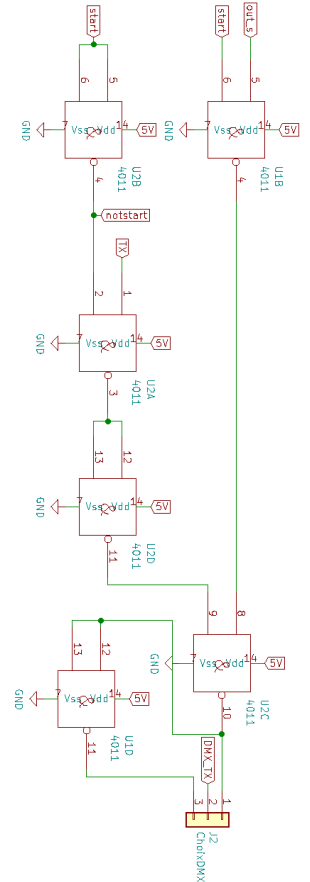 start
start
out_s
6
5
6
5
7
Vss
&
Vdd
14
5V
GND
7
Vss
&
Vdd
14
5V
GND
4
U2B
4011
4
U1B
4011
notstart
TX
2
1
7
Vss
&
Vdd
14
5V
GND
3
U2A
4011
13
12
7
Vss
&
Vdd
14
5V
GND
11
U2D
4011
9
8
13
12
7
Vss
&
Vdd
14
5V
GND
10
U2C
4011
7
Vss
&
Vdd
14
5V
GND
11
U1D
4011
DMX_TX
3
2
1
J2
ChoixDMX